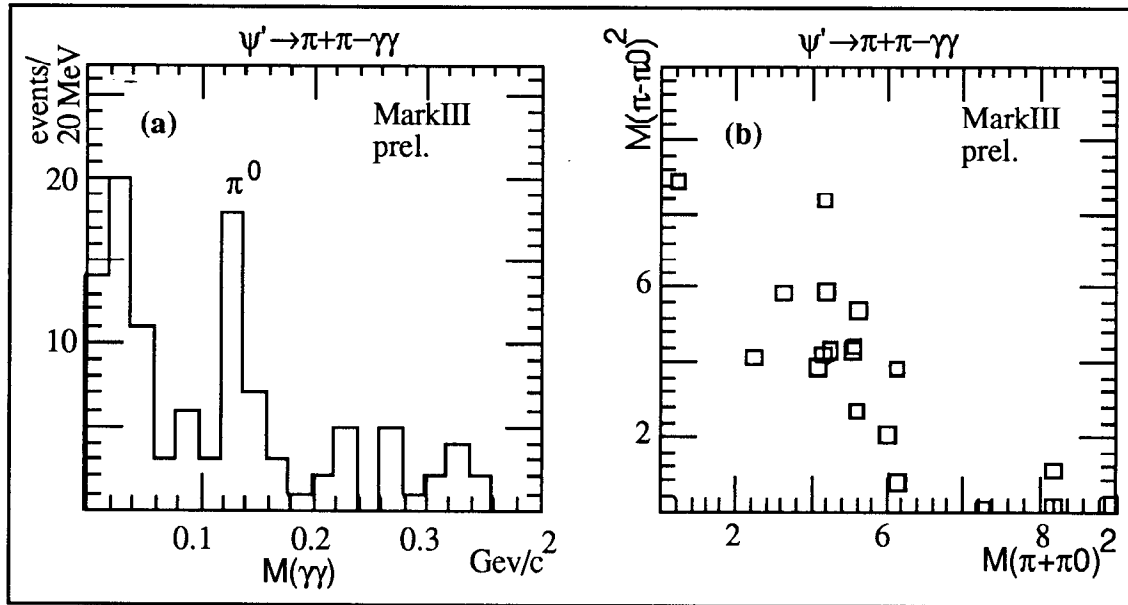 ψ'→π+π−γγ
events/
20 MeV
20
10
(a)
MarkIII
prel.
π0
0.1
0.2
0.3
M(γγ)
Gev/c2
ψ'→π+π−γγ
M(π-π0)2
6
2
(b)
MarkIII
prel.
2
6
8
M(π+π0)2